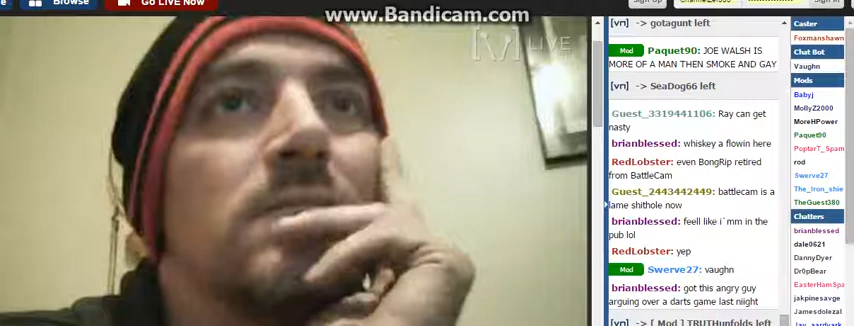 Browse
Go LIVE Now
Sign Up
Sign In
www.Bandicam.com
[V] LIVE
[vn] -> gotagunt left
Mod Paquet90: JOE WALSH IS
MORE OF A MAN THEN SMOKE AND GAY
[vn] -> SeaDog66 left
Guest_3319441106: Ray can get
nasty
brianblessed: whiskey a flowin here
RedLobster: even BongRip retired
from BattleCam
Guest_2443442449: battlecam is a
lame shithole now
brianblessed: feell like i`mm in the
pub lol
RedLobster: yep
Mod Swerve27: vaughn
brianblessed: got this angry guy
arguing over a darts game last niight
[vn] -> [ Mod ] TRUTHunfolds left
Caster
Foxmanshawn
Chat Bot
Vaughn
Mods
Babyj
MollyZ2000
MoreHPower
Paquet90
PoptarT_Spam
rod
Swerve27
The_Iron_shie
TheGuest380
Chatters
brianblessed
dale0621
DannyDyer
Dr0pBear
EasterHamSpa
jakpinesavge
Jamesdolezal